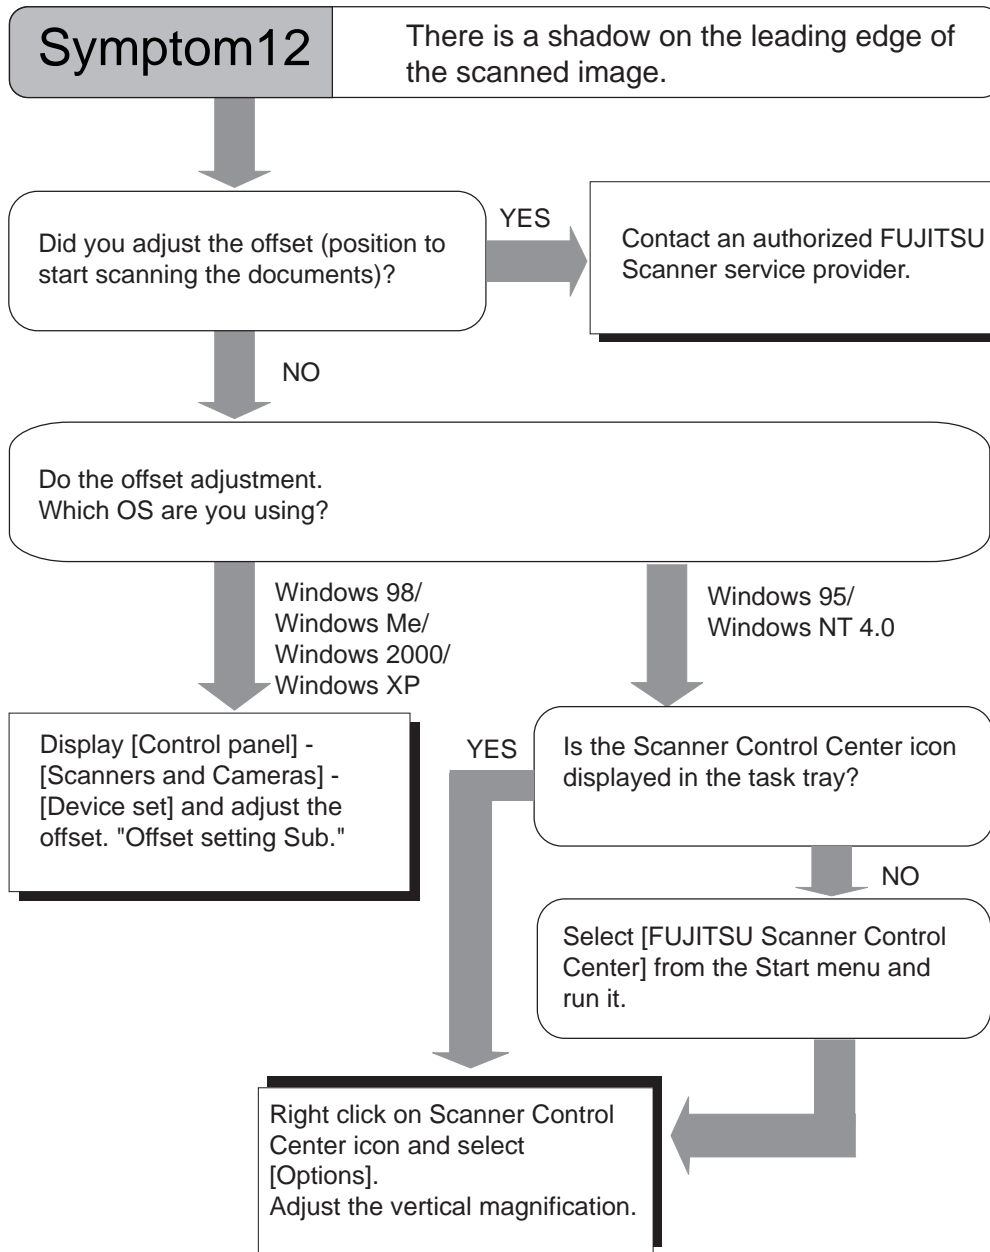 Symptom12
There is a shadow on the leading edge of
the scanned image.
Did you adjust the offset (position to
start scanning the documents)?
YES
Contact an authorized FUJITSU
Scanner service provider.
NO
Do the offset adjustment.
Which OS are you using?
Windows 98/
Windows Me/
Windows 2000/
Windows XP
Windows 95/
Windows NT 4.0
Display [Control panel] -
[Scanners and Cameras] -
[Device set] and adjust the
offset. "Offset setting Sub."
YES
Is the Scanner Control Center icon
displayed in the task tray?
NO
Select [FUJITSU Scanner Control
Center] from the Start menu and
run it.
Right click on Scanner Control
Center icon and select
[Options].
Adjust the vertical magnification.